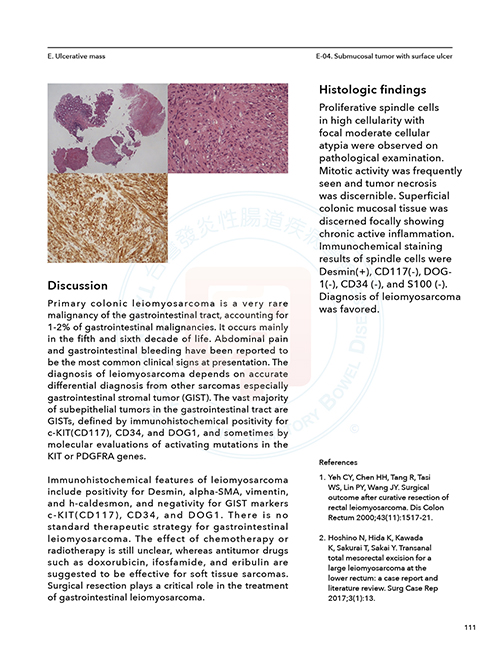 E. Ulcerative mass
E-04. Submucosal tumor with surface ulcer
Histologic findings
Proliferative spindle cells
in high cellularity with
focal moderate cellular
atypia were observed on
pathological examination.
Mitotic activity was frequently
seen and tumor necrosis
was discernible. Superficial
colonic mucosal tissue was
discerned focally showing
chronic active inflammation.
Immunochemical staining
results of spindle cells were
Desmin(+), CD117(-), DOG-
1(-), CD34 (-), and S100 (-).
Diagnosis of leiomyosarcoma
was favored.
Discussion
Primary colonic leiomyosarcoma is a very rare
malignancy of the gastrointestinal tract, accounting for
1-2% of gastrointestinal malignancies. It occurs mainly
in the fifth and sixth decade of life. Abdominal pain
and gastrointestinal bleeding have been reported to
be the most common clinical signs at presentation. The
diagnosis of leiomyosarcoma depends on accurate
differential diagnosis from other sarcomas especially
gastrointestinal stromal tumor (GIST). The vast majority
of subepithelial tumors in the gastrointestinal tract are
GISTs, defined by immunohistochemical positivity for
c-KIT(CD117), CD34, and DOG1, and sometimes by
molecular evaluations of activating mutations in the
KIT or PDGFRA genes.
Immunohistochemical features of leiomyosarcoma
include positivity for Desmin, alpha-SMA, vimentin,
and h-caldesmon, and negativity for GIST markers
c-KIT(CD117), CD34, and DOG1. There is no
standard therapeutic strategy for gastrointestinal
leiomyosarcoma. The effect of chemotherapy or
radiotherapy is still unclear, whereas antitumor drugs
such as doxorubicin, ifosfamide, and eribulin are
suggested to be effective for soft tissue sarcomas.
Surgical resection plays a critical role in the treatment
of gastrointestinal leiomyosarcoma.
References
1. Yeh CY, Chen HH, Tang R, Tasi
WS, Lin PY, Wang JY. Surgical
outcome after curative resection of
rectal leiomyosarcoma. Dis Colon
Rectum 2000;43(11):1517-21.
2. Hoshino N, Hida K, Kawada
K, Sakurai T, Sakai Y. Transanal
total mesorectal excision for a
large leiomyosarcoma at the
lower rectum: a case report and
literature review. Surg Case Rep
2017;3(1):13.
111